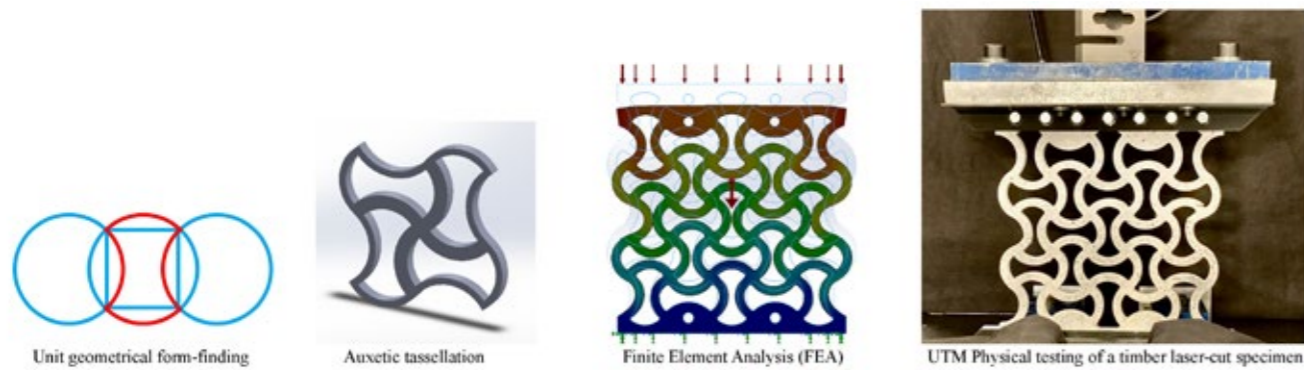 Unit geometrical form-finding
Auxetic tassellation
Finite Element Analysis (FEA)
UTM Physical testing of a timber laser-cut specimen